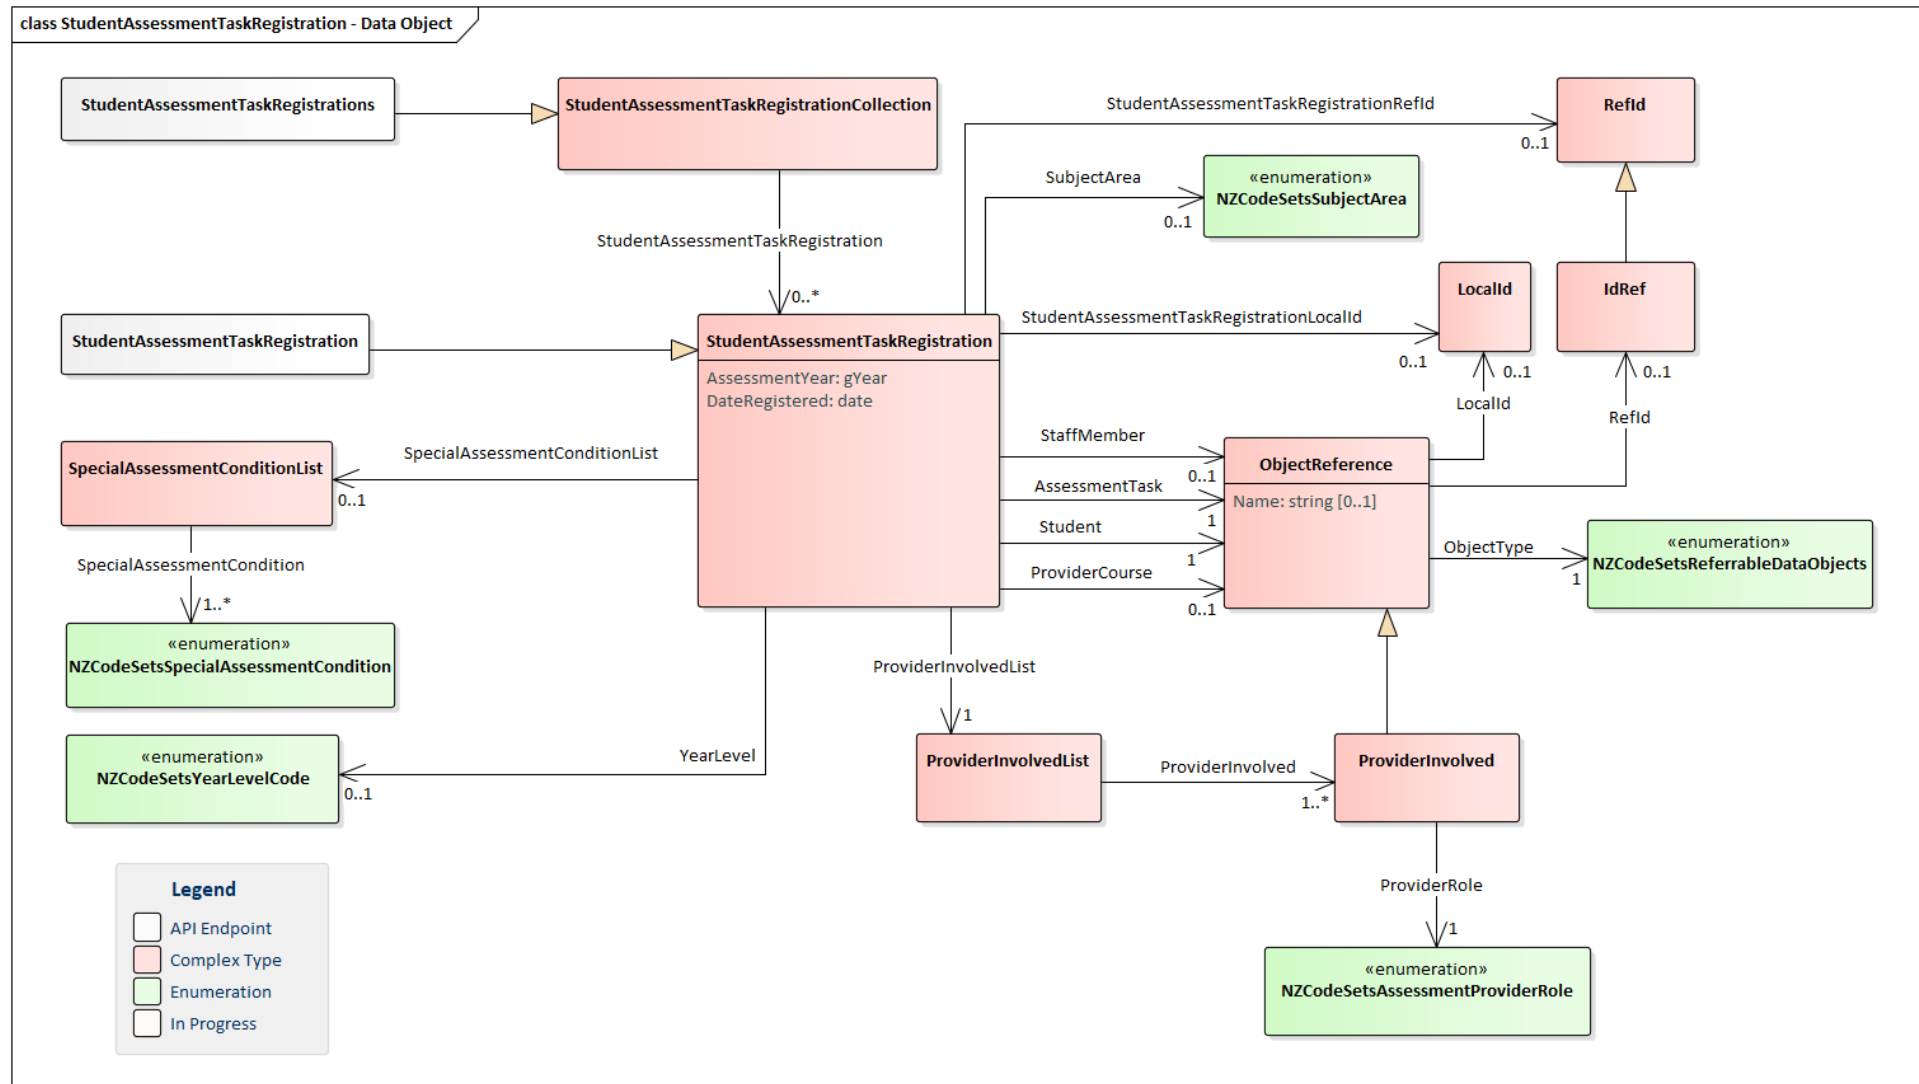 class StudentAssessmentTaskRegistration - Data Object
StudentAssessmentTaskRegistrations
StudentAssessmentTaskRegistrationCollection
StudentAssessmentTaskRegistrationRefId
0..1
RefId
SubjectArea
0..1
«enumeration»
NZCodeSetsSubjectArea
StudentAssessmentTaskRegistration
0..*
StudentAssessmentTaskRegistration
StudentAssessmentTaskRegistration
AssessmentYear: gYear
DateRegistered: date
StudentAssessmentTaskRegistrationLocalId
0..1
LocalId
IdRef
0..1
LocalId
0..1
RefId
SpecialAssessmentConditionList
SpecialAssessmentConditionList
0..1
StaffMember
0..1
AssessmentTask
1
Student
1
ProviderCourse
0..1
ObjectReference
Name: string [0..1]
ObjectType
1
«enumeration»
NZCodeSetsReferrableDataObjects
SpecialAssessmentCondition
1..*
«enumeration»
NZCodeSetsSpecialAssessmentCondition
ProviderInvolvedList
1
YearLevel
0..1
«enumeration»
NZCodeSetsYearLevelCode
ProviderInvolvedList
ProviderInvolved
1..*
ProviderInvolved
ProviderRole
1
«enumeration»
NZCodeSetsAssessmentProviderRole
Legend
API Endpoint
Complex Type
Enumeration
In Progress